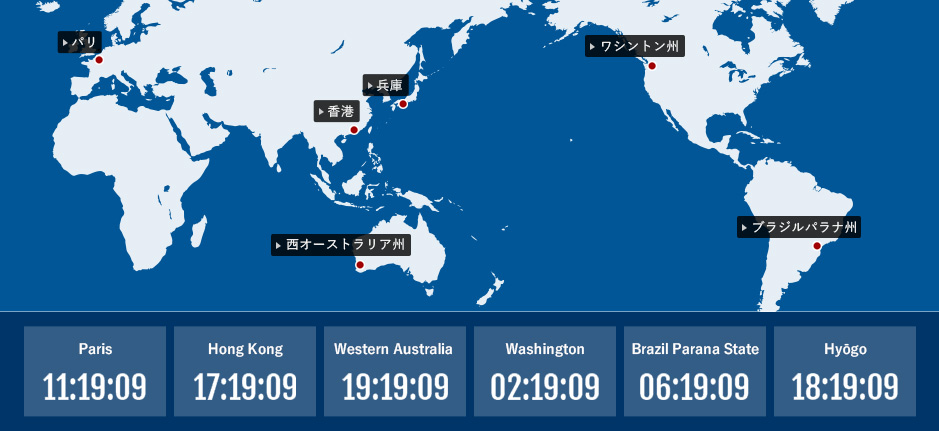 パリ
ワシントン州
兵庫
香港
ブラジルパラナ州
西オーストラリア州
Paris
11:19:09
Hong Kong
17:19:09
Western Australia
19:19:09
Washington
02:19:09
Brazil Parana State
06:19:09
Hyōgo
18:19:09